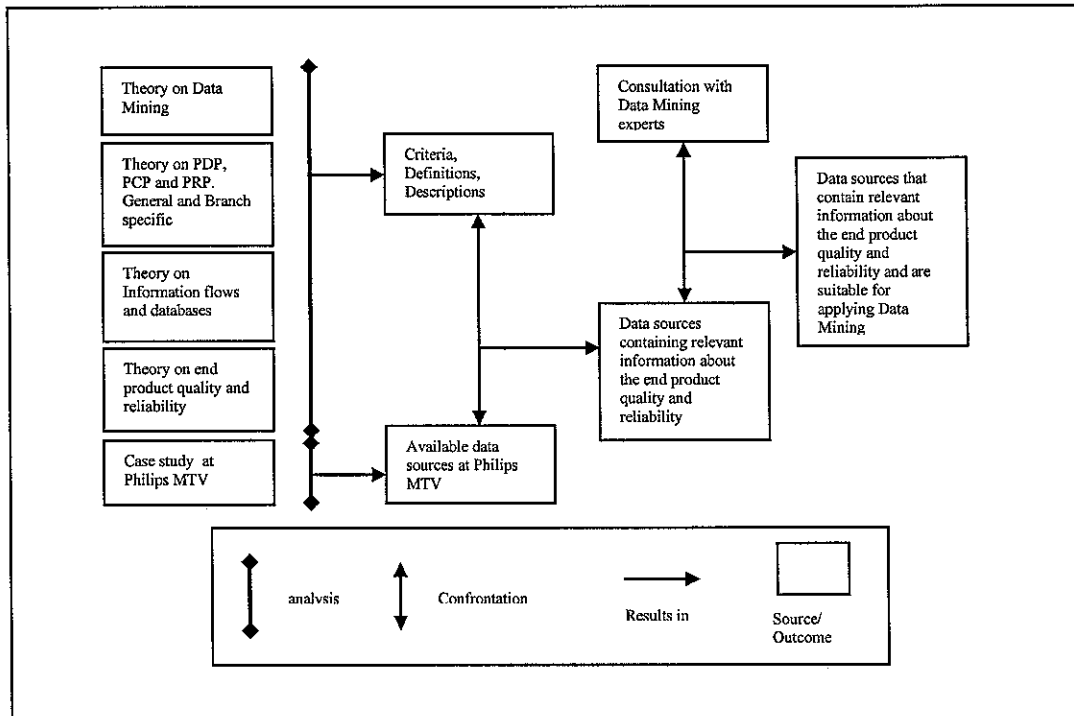 Theory on Data
Mining
Theory on PDP,
PCP and PRP.
General and Branch
specific
Theory on
Information flows
and databases
Theory on end
product quality and
reliability
Case study at
Philips MTV
Criteria,
Definitions,
Descriptions
Available data
sources at Philips
MTV
Consultation with
Data Mining
experts
Data sources
containing relevant
information about
the end product
quality and
reliability
Data sources that
contain relevant
information about
the end product
quality and
reliability and are
suitable for
applying Data
Mining
analysis
Confrontation
Results in
Source/
Outcome